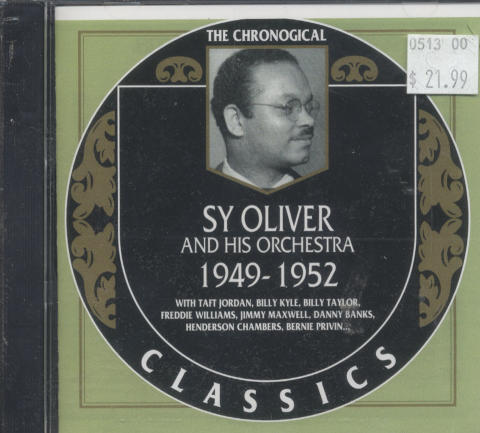 THE CHRONOGICAL
0513 00
$ 21.99
SY OLIVER
AND HIS ORCHESTRA
1949-1952
WITH TAFT JORDAN, BILLY KYLE, BILLY TAYLOR,
FREDDIE WILLIAMS, JIMMY MAXWELL, DANNY BANKS,
HENDERSON CHAMBERS, BERNIE PRIVIN...
CLASSICS